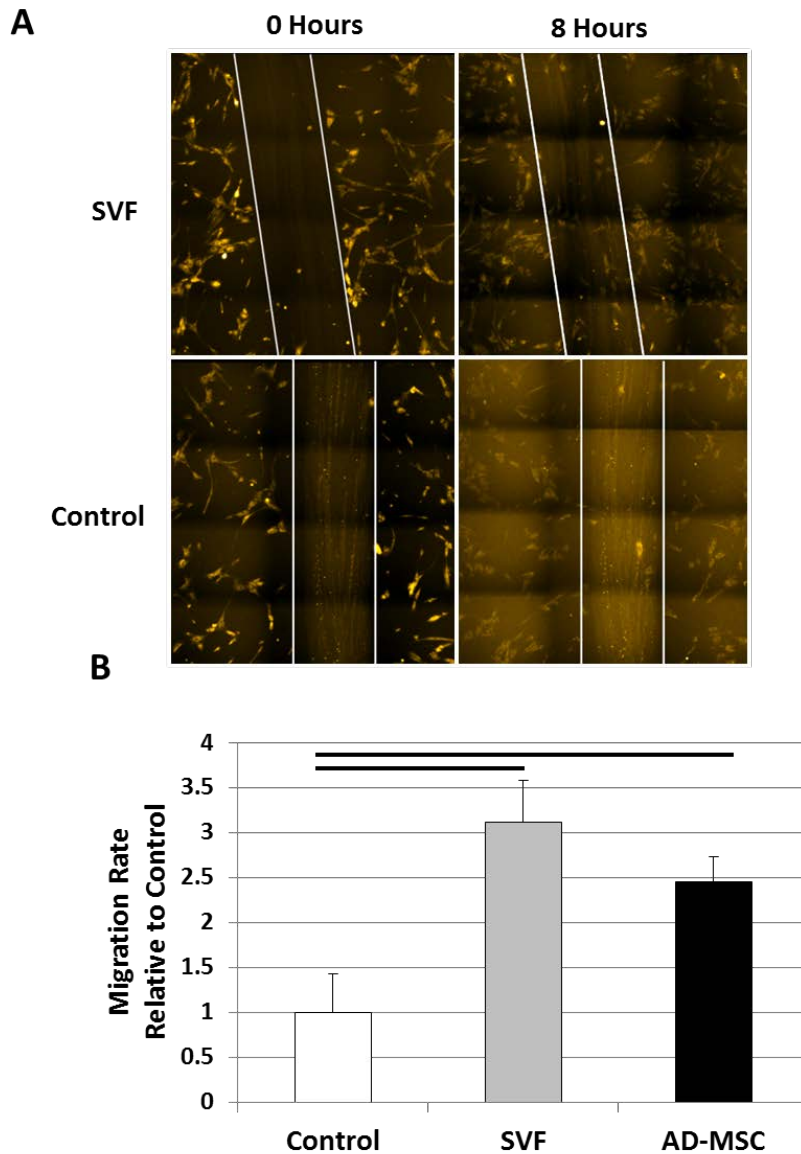 A
0 Hours
8 Hours
SVF
Control
B
Migration Rate
Relative to Control
4
3.5
3
2.5
2
1.5
1
0.5
0
Control
SVF
AD-MSC